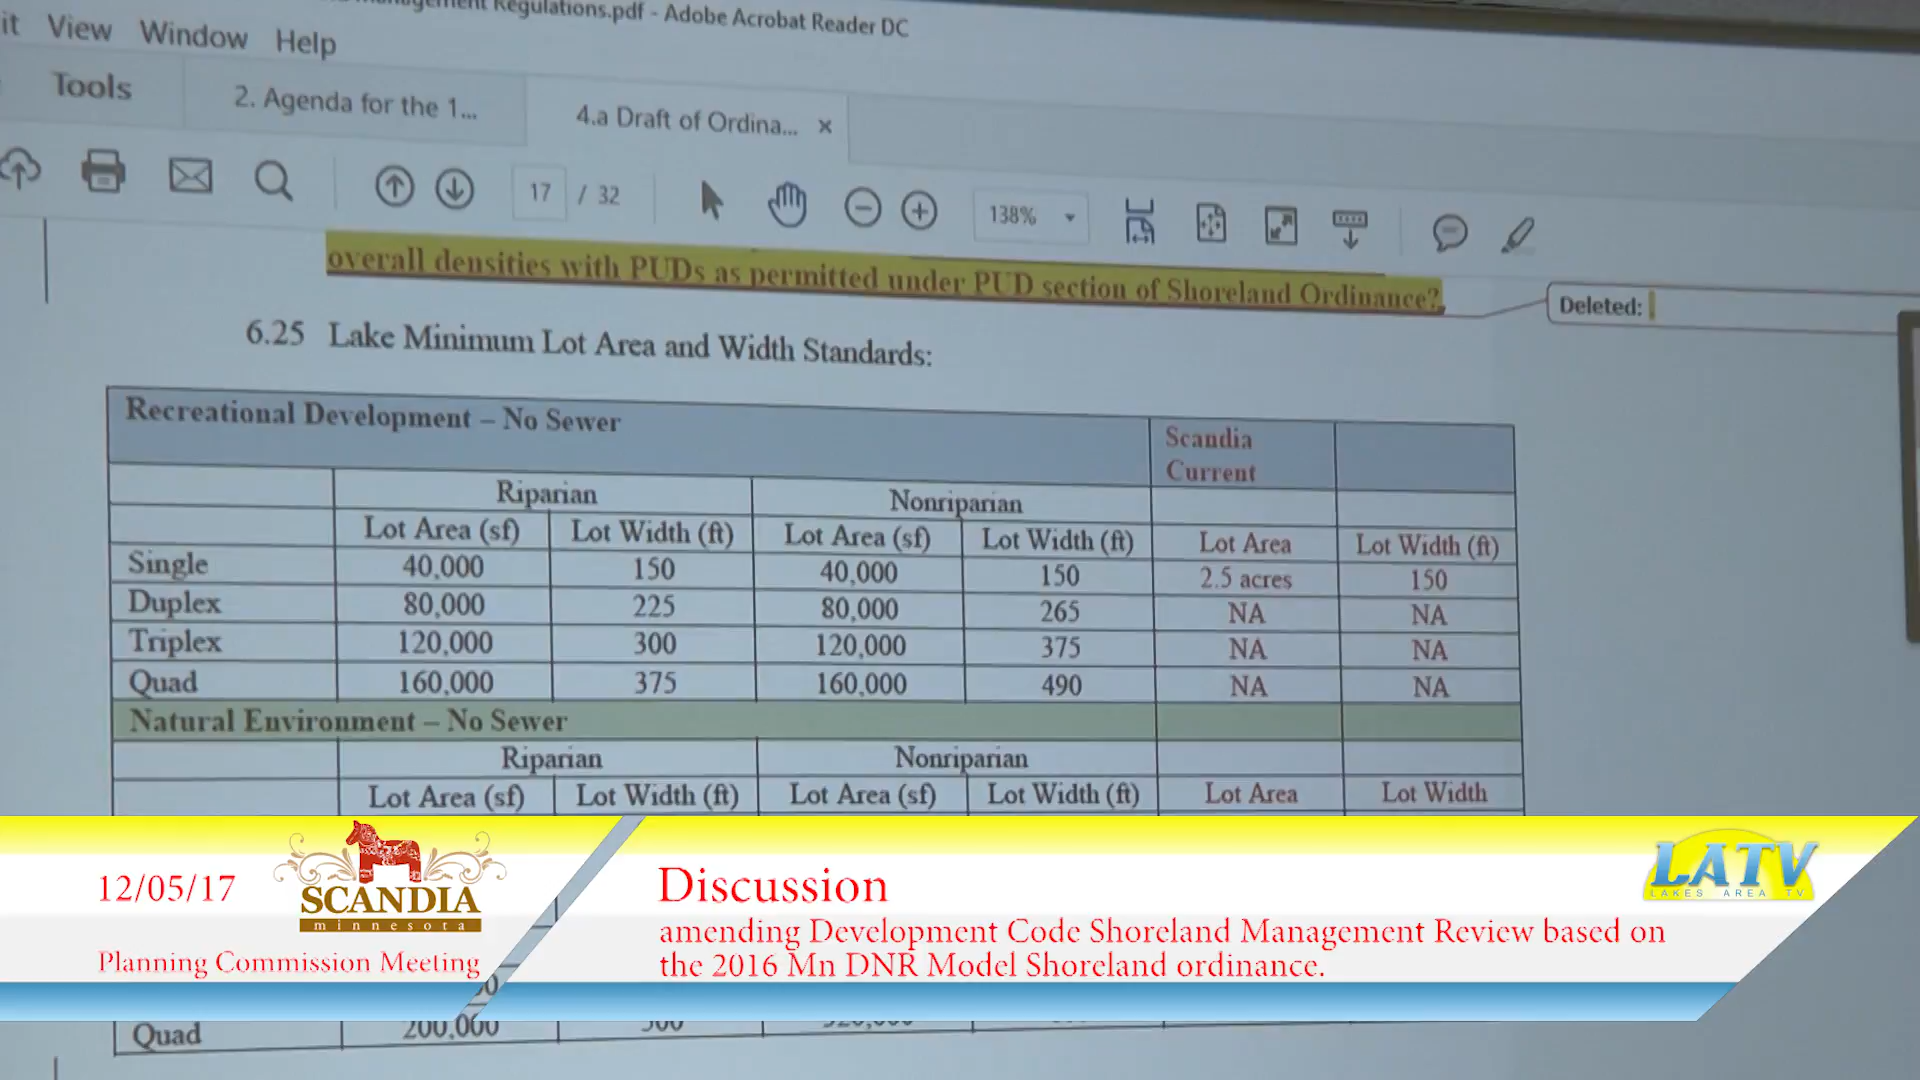 Regulations.pdf - Adobe Acrobat Reader DC
it View Window Help
Tools
2. Agenda for the 1...
4.a Draft of Ordina... ×
17 / 32
138%
overall densities with PUDs as permitted under PUD section of Shoreland Ordinance?
Deleted:
6.25 Lake Minimum Lot Area and Width Standards:
Recreational Development – No Sewer
Scandia
Current
Riparian Nonriparian
Lot Area (sf) Lot Width (ft) Lot Area (sf) Lot Width (ft) Lot Area Lot Width (ft)
Single 40,000 150 40,000 150 2.5 acres 150
Duplex 80,000 225 80,000 265 NA NA
Triplex 120,000 300 120,000 375 NA NA
Quad 160,000 375 160,000 490 NA NA
Natural Environment – No Sewer
Riparian Nonriparian
Lot Area (sf) Lot Width (ft) Lot Area (sf) Lot Width (ft) Lot Area Lot Width
12/05/17
SCANDIA
minnesota
Planning Commission Meeting
Discussion
amending Development Code Shoreland Management Review based on
the 2016 Mn DNR Model Shoreland ordinance.
LATV
LAKES AREA TV
Quad 200,000